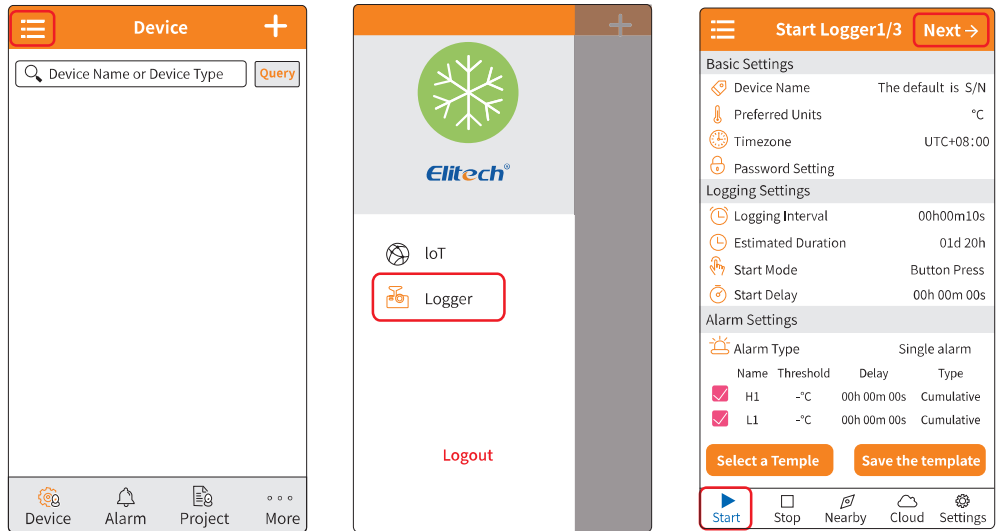 Device
Device Name or Device Type
Query
Device Alarm Project More
Elitech®
IoT
Logger
Logout
Start Logger1/3 Next →
Basic Settings
Device Name The default is S/N
Preferred Units °C
Timezone UTC+08:00
Password Setting
Logging Settings
Logging Interval 00h00m10s
Estimated Duration 01d 20h
Start Mode Button Press
Start Delay 00h 00m 00s
Alarm Settings
Alarm Type Single alarm
Name Threshold Delay Type
H1 -°C 00h 00m 00s Cumulative
L1 -°C 00h 00m 00s Cumulative
Select a Temple Save the template
Start Stop Nearby Cloud Settings